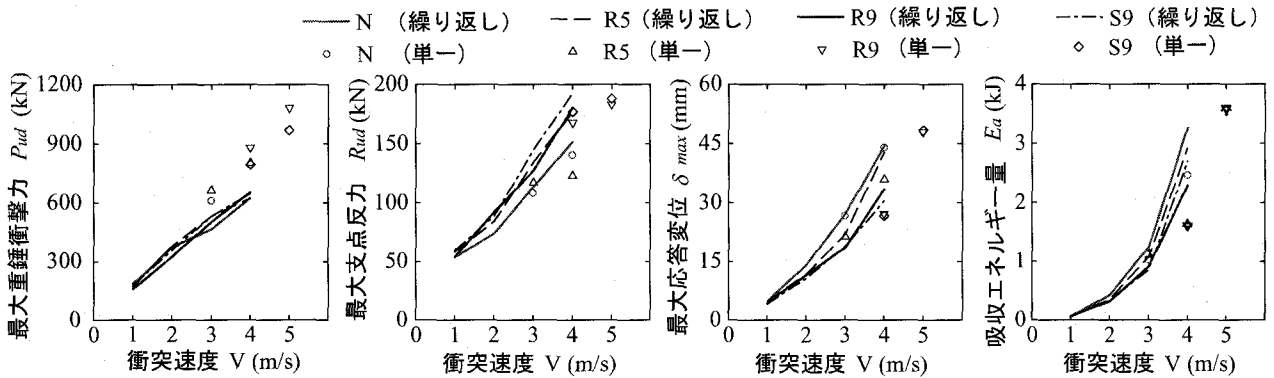 N （繰り返し） R5 （繰り返し） R9 （繰り返し） S9 （繰り返し）
N （単一） R5 （単一） R9 （単一） S9 （単一）
最大重錘衝撃力 Pud (kN)
1200
900
600
300
0
0 1 2 3 4 5
衝突速度 V (m/s)
最大支点反力 Rud (kN)
200
150
100
50
0
0 1 2 3 4 5
衝突速度 V (m/s)
最大応答変位 δ max (mm)
60
45
30
15
0
0 1 2 3 4 5
衝突速度 V (m/s)
吸収エネルギー量 Ea (kJ)
4
3
2
1
0
0 1 2 3 4 5
衝突速度 V (m/s)